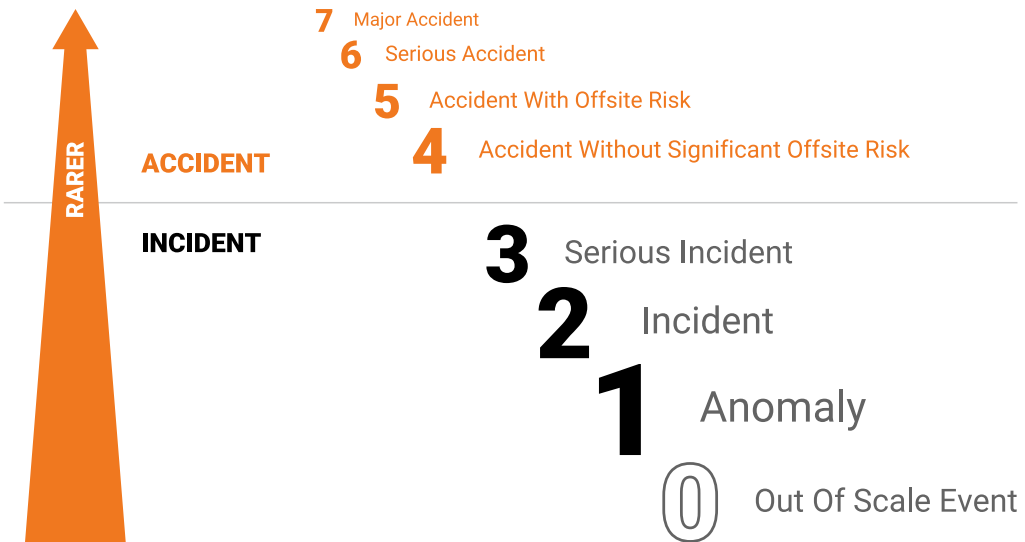 7 Major Accident
6 Serious Accident
5 Accident With Offsite Risk
4 Accident Without Significant Offsite Risk
RARER
ACCIDENT
INCIDENT
3 Serious Incident
2 Incident
1 Anomaly
0 Out Of Scale Event